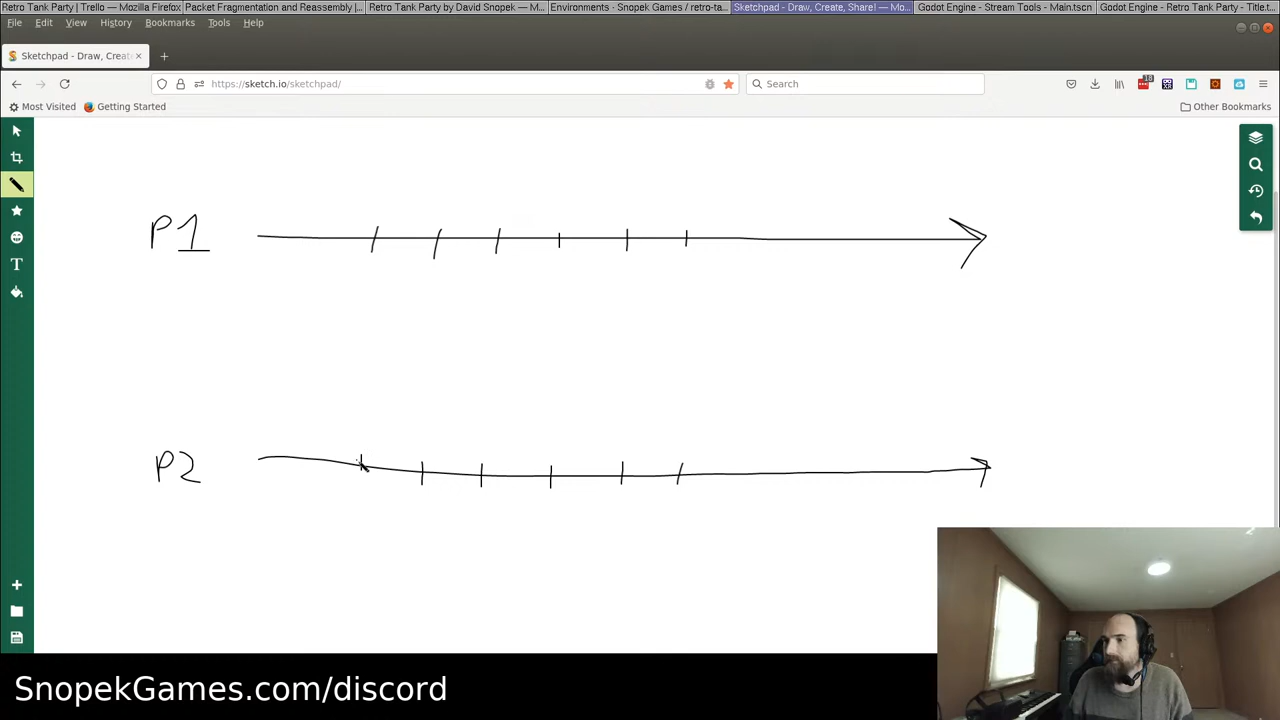 Retro Tank Party | Trello — Mozilla Firefox
Packet Fragmentation and Reassembly |...
Retro Tank Party by David Snopek — M...
Environments · Snopek Games / retro-ta...
Sketchpad - Draw, Create, Share! — Mo...
Godot Engine - Stream Tools - Main.tscn
Godot Engine - Retro Tank Party - Title.t...
File Edit View History Bookmarks Tools Help
Sketchpad - Draw, Creat
https://sketch.io/sketchpad/
Search
18
Most Visited
Getting Started
Other Bookmarks
P1
P2
SnopekGames.com/discord